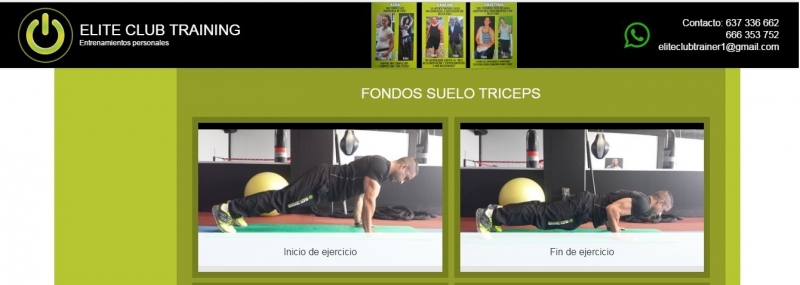 ELITE CLUB TRAINING
Entrenamientos personales
Contacto: 637 336 662
666 353 752
eliteclubtrainer1@gmail.com
FONDOS SUELO TRICEPS
Inicio de ejercicio
Fin de ejercicio